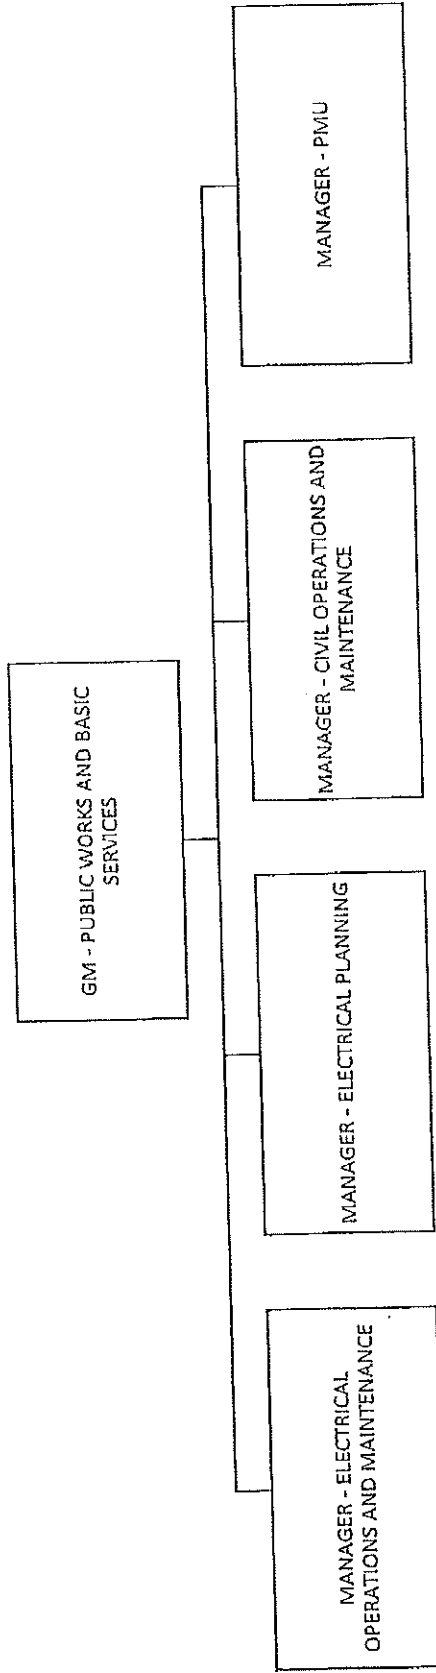 GM - PUBLIC WORKS AND BASIC
SERVICES
MANAGER - ELECTRICAL
OPERATIONS AND MAINTENANCE
MANAGER - ELECTRICAL PLANNING
MANAGER - CIVIL OPERATIONS AND
MAINTENANCE
MANAGER - PMU